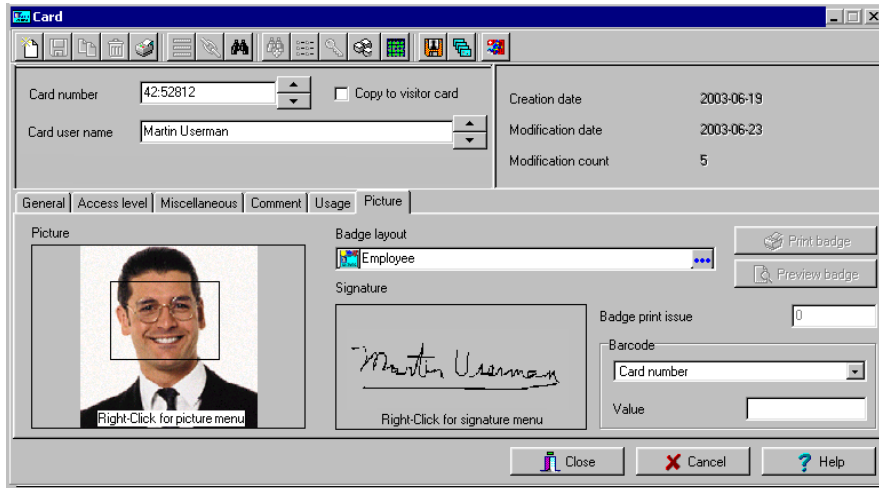 Card
Card number
42:52812
Copy to visitor card
Card user name
Martin Userman
Creation date
2003-06-19
Modification date
2003-06-23
Modification count
5
General
Access level
Miscellaneous
Comment
Usage
Picture
Picture
Right-Click for picture menu
Badge layout
Employee
Signature
Martin Userman
Right-Click for signature menu
Print badge
Preview badge
Badge print issue
0
Barcode
Card number
Value
Close
Cancel
Help